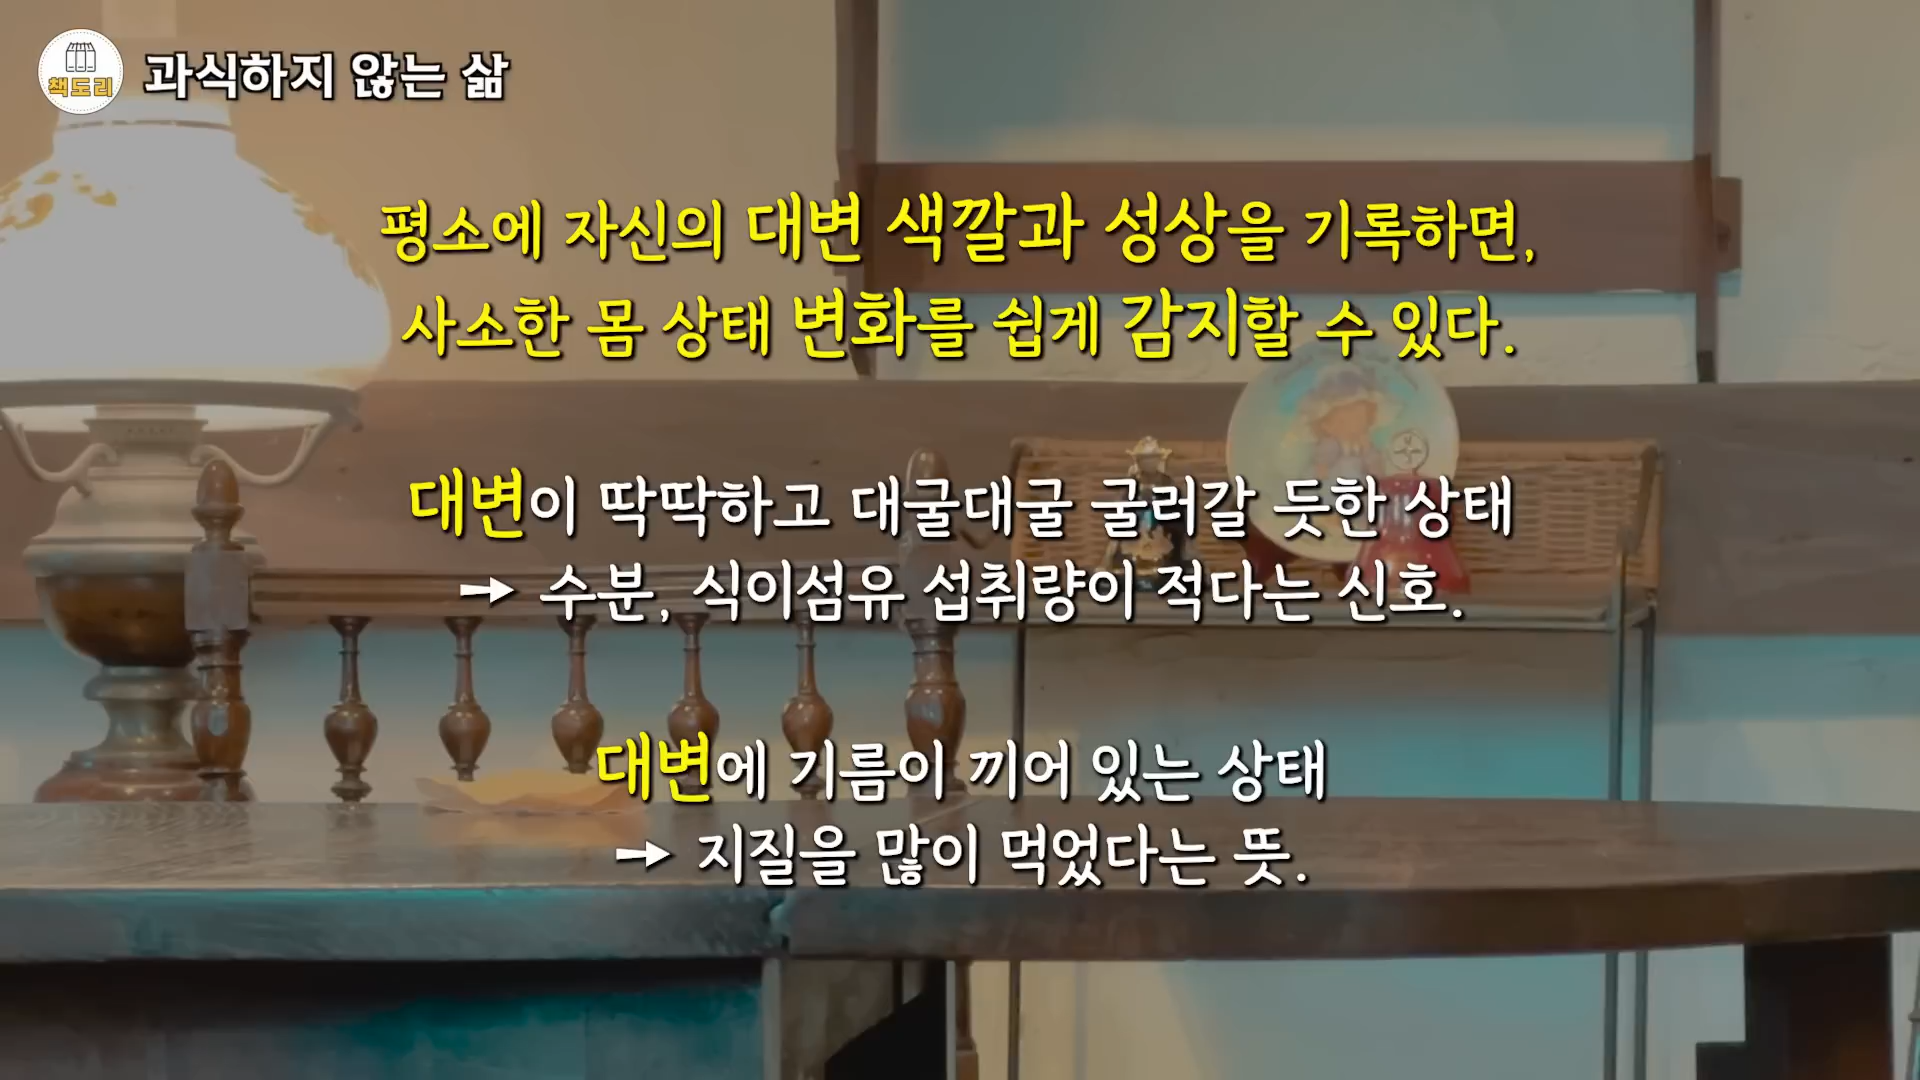 책도리
과식하지 않는 삶
평소에 자신의 대변 색깔과 성상을 기록하면,
사소한 몸 상태 변화를 쉽게 감지할 수 있다.
대변이 딱딱하고 대굴대굴 굴러갈 듯한 상태
→ 수분, 식이섬유 섭취량이 적다는 신호.
대변에 기름이 끼어 있는 상태
→ 지질을 많이 먹었다는 뜻.